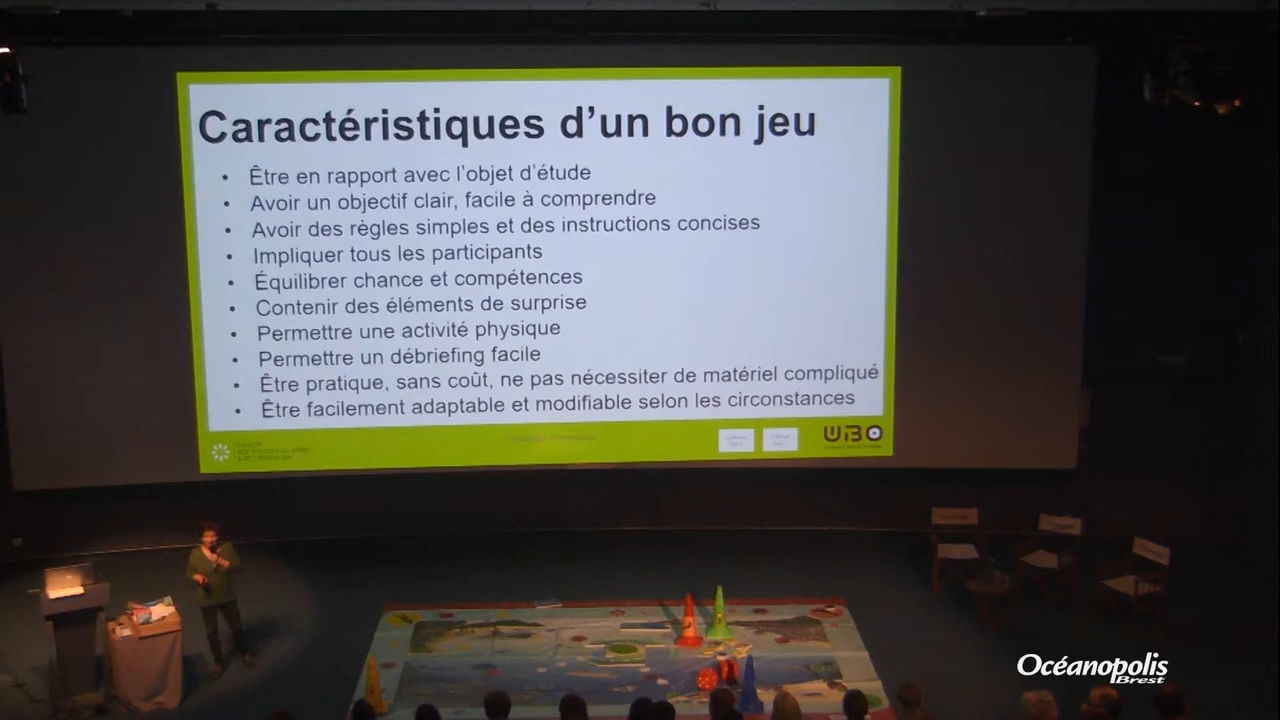 Caractéristiques d'un bon jeu
• Être en rapport avec l'objet d'étude
• Avoir un objectif clair, facile à comprendre
• Avoir des règles simples et des instructions concises
• Impliquer tous les participants
• Équilibrer chance et compétences
• Contenir des éléments de surprise
• Permettre une activité physique
• Permettre un débriefing facile
• Être pratique, sans coût, ne pas nécessiter de matériel compliqué
• Être facilement adaptable et modifiable selon les circonstances
UBO
Océanopolis
Brest